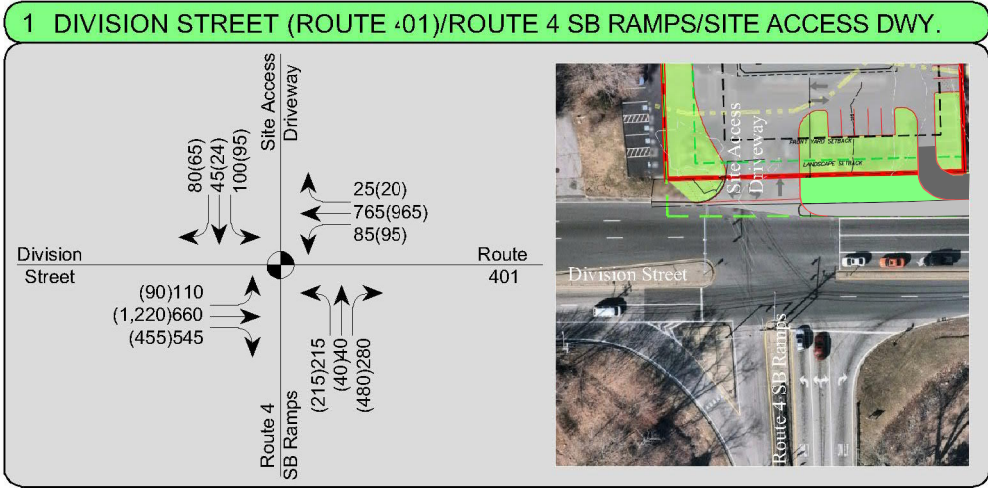 1 DIVISION STREET (ROUTE 401)/ROUTE 4 SB RAMPS/SITE ACCESS DWY.
Site Access
Driveway
80(65)
45(24)
100(95)
25(20)
765(965)
85(95)
Division
Street
Route
401
(90)110
(1,220)660
(455)545
(215)215
(40)40
(480)280
Route 4
SB Ramps
Site Access
Driveway
FRONT YARD SETBACK
LANDSCAPE SETBACK
Division Street
Route 4 SB Ramps